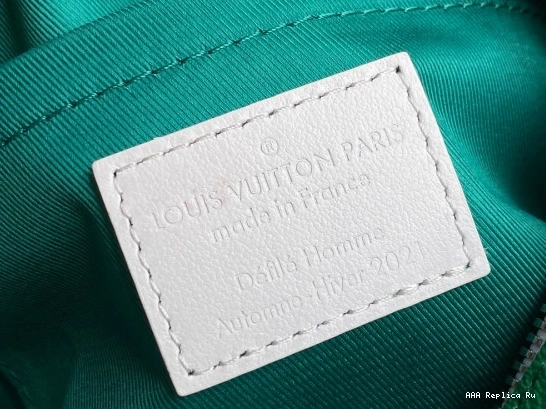 ®
LOUIS VUITTON PARIS
made in France
Défilé Homme
Automne-Hiver 2021
AAA Replica Ru